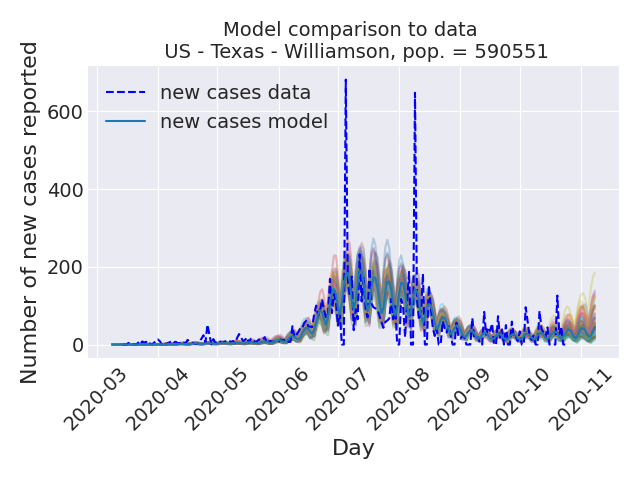 Model comparison to data
US - Texas - Williamson, pop. = 590551
Number of new cases reported
600
400
200
0
new cases data
new cases model
2020-03
2020-04
2020-05
2020-06
2020-07
2020-08
2020-09
2020-10
2020-11
Day